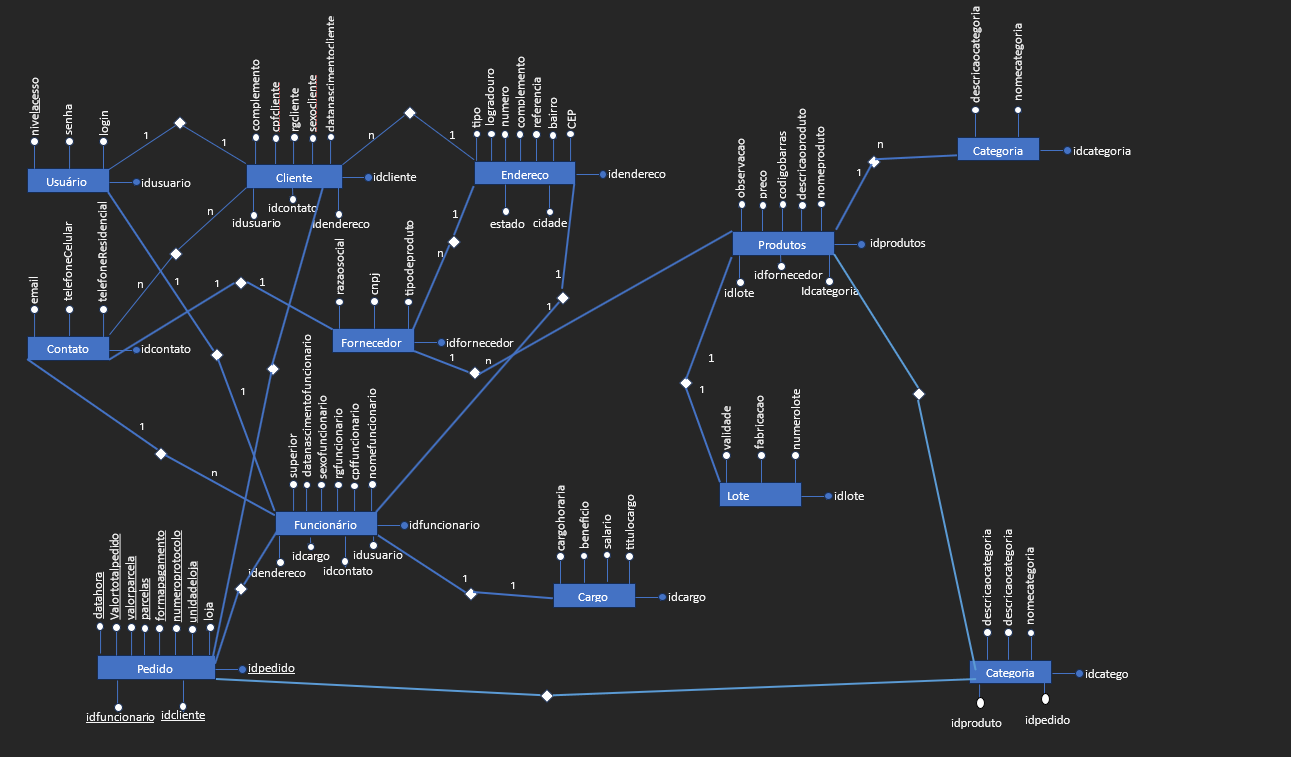 nivelacesso
senha
login
Usuário
idusuario
1
1
complemento
cpfcliente
rgcliente
sexocliente
datanascimentocliente
Cliente
idcliente
idusuario
idcontato
idendereco
n
1
tipo
logradouro
numero
complemento
referencia
bairro
CEP
Endereço
idendereco
estado
cidade
descricaocategoria
nomecategoria
Categoria
idcategoria
n
1
observacao
preco
codigobarras
descricaoproduto
nomeproduto
Produtos
idprodutos
idlote
idfornecedor
Idcategoria
n
n
1
1
1
1
n
1
1
email
telefoneCelular
telefoneResidencial
Contato
idcontato
razaosocial
cnpj
tipodeproduto
Fornecedor
idfornecedor
1
n
1
1
validade
fabricacao
numerolote
Lote
idlote
1
1
n
superior
datanascimentofuncionario
sexofuncionario
rgfuncionario
cpffuncionario
nomefuncionario
Funcionário
idfuncionario
idendereco
idcargo
idcontato
idusuario
1
1
cargohoraria
beneficio
salario
titulocargo
Cargo
idcargo
datahora
Valortotalpedido
valorparcela
parcelas
formapagamento
numeroprotocolo
unidadeloja
loja
Pedido
idpedido
idfuncionario
idcliente
descricaocategoria
descricaocategoria
nomecategoria
Categoria
idcatego
idproduto
idpedido